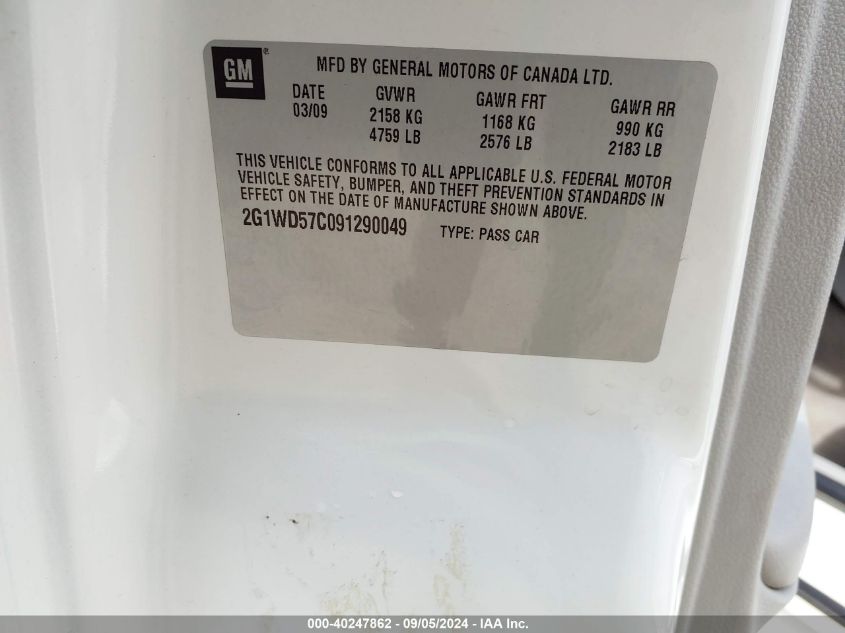 GM®
MFD BY GENERAL MOTORS OF CANADA LTD.
DATE GVWR GAWR FRT GAWR RR
03/09 2158 KG 1168 KG 990 KG
4759 LB 2576 LB 2183 LB
THIS VEHICLE CONFORMS TO ALL APPLICABLE U.S. FEDERAL MOTOR
VEHICLE SAFETY, BUMPER, AND THEFT PREVENTION STANDARDS IN
EFFECT ON THE DATE OF MANUFACTURE SHOWN ABOVE.
2G1WD57C091290049 TYPE: PASS CAR
000-40247862 - 09/05/2024 - IAA Inc.